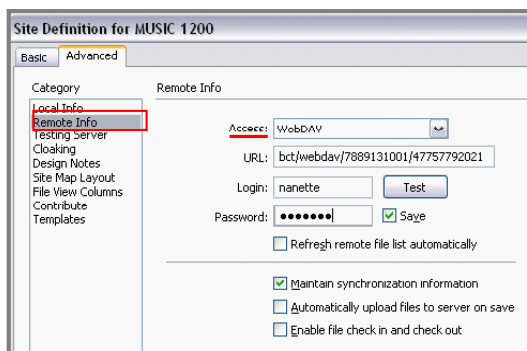 Site Definition for MUSIC 1200
Basic Advanced
Category
Remote Info
Local Info
Remote Info
Testing Server
Cloaking
Design Notes
Site Map Layout
File View Columns
Contribute
Templates
Access: WebDAV
URL: bct/webdav/7889131001/47757792021
Login: nanette Test
Password: ●●●●●●● Save
Refresh remote file list automatically
Maintain synchronization information
Automatically upload files to server on save
Enable file check in and check out